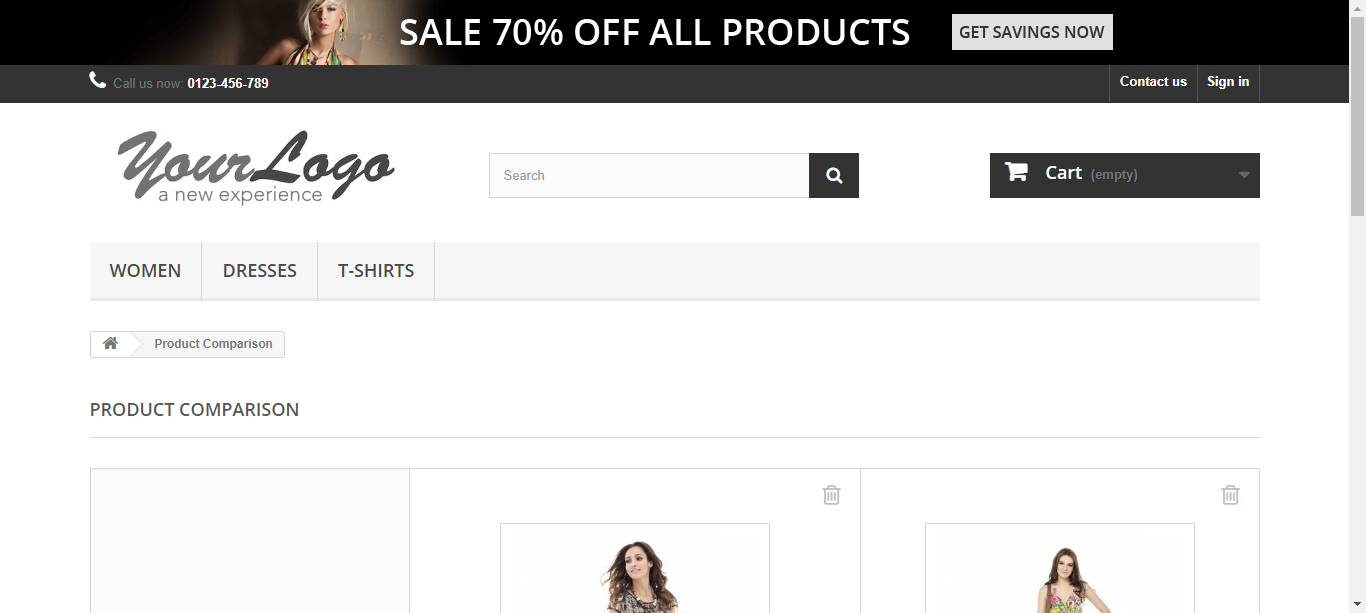 SALE 70% OFF ALL PRODUCTS
GET SAVINGS NOW
Call us now: 0123-456-789
Contact us
Sign in
YourLogo
a new experience
Search
Cart (empty)
WOMEN
DRESSES
T-SHIRTS
Product Comparison
PRODUCT COMPARISON